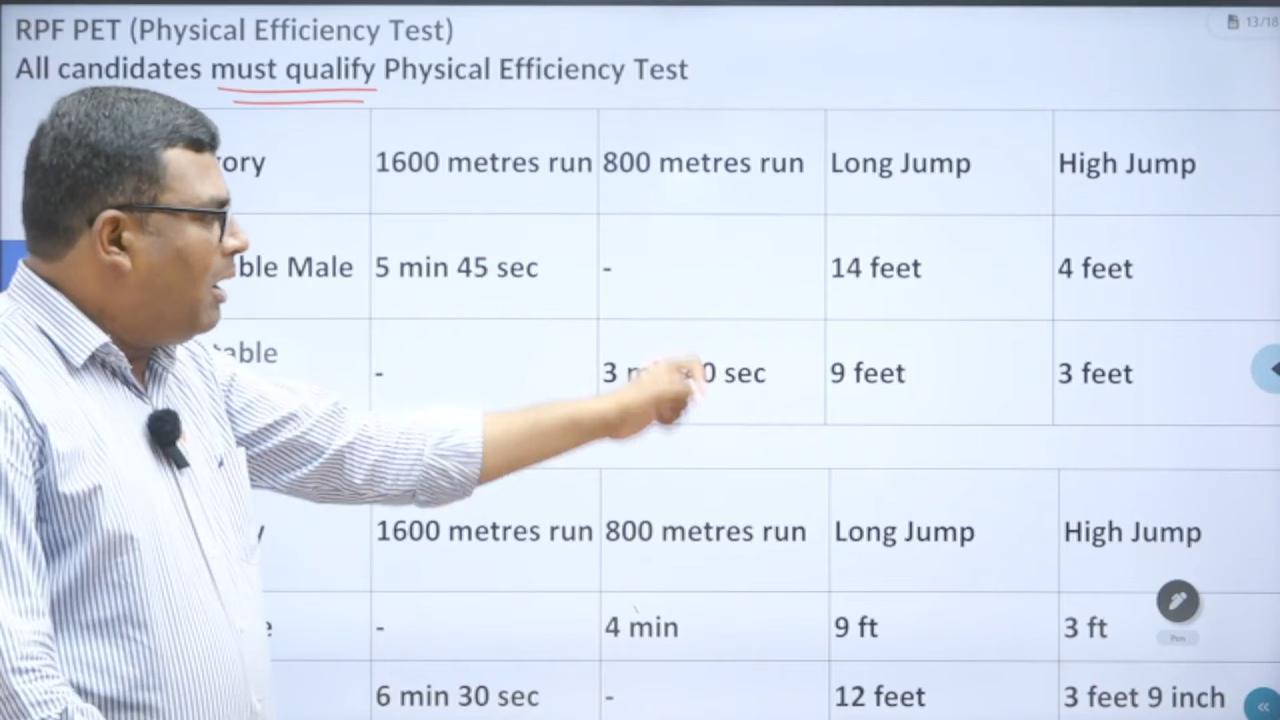 RPF PET (Physical Efficiency Test)
All candidates must qualify Physical Efficiency Test
13/18
1600 metres run 800 metres run Long Jump High Jump
Male 5 min 45 sec - 14 feet 4 feet
- 3 sec 9 feet 3 feet
1600 metres run 800 metres run Long Jump High Jump
- 4 min 9 ft 3 ft
Pen
6 min 30 sec - 12 feet 3 feet 9 inch